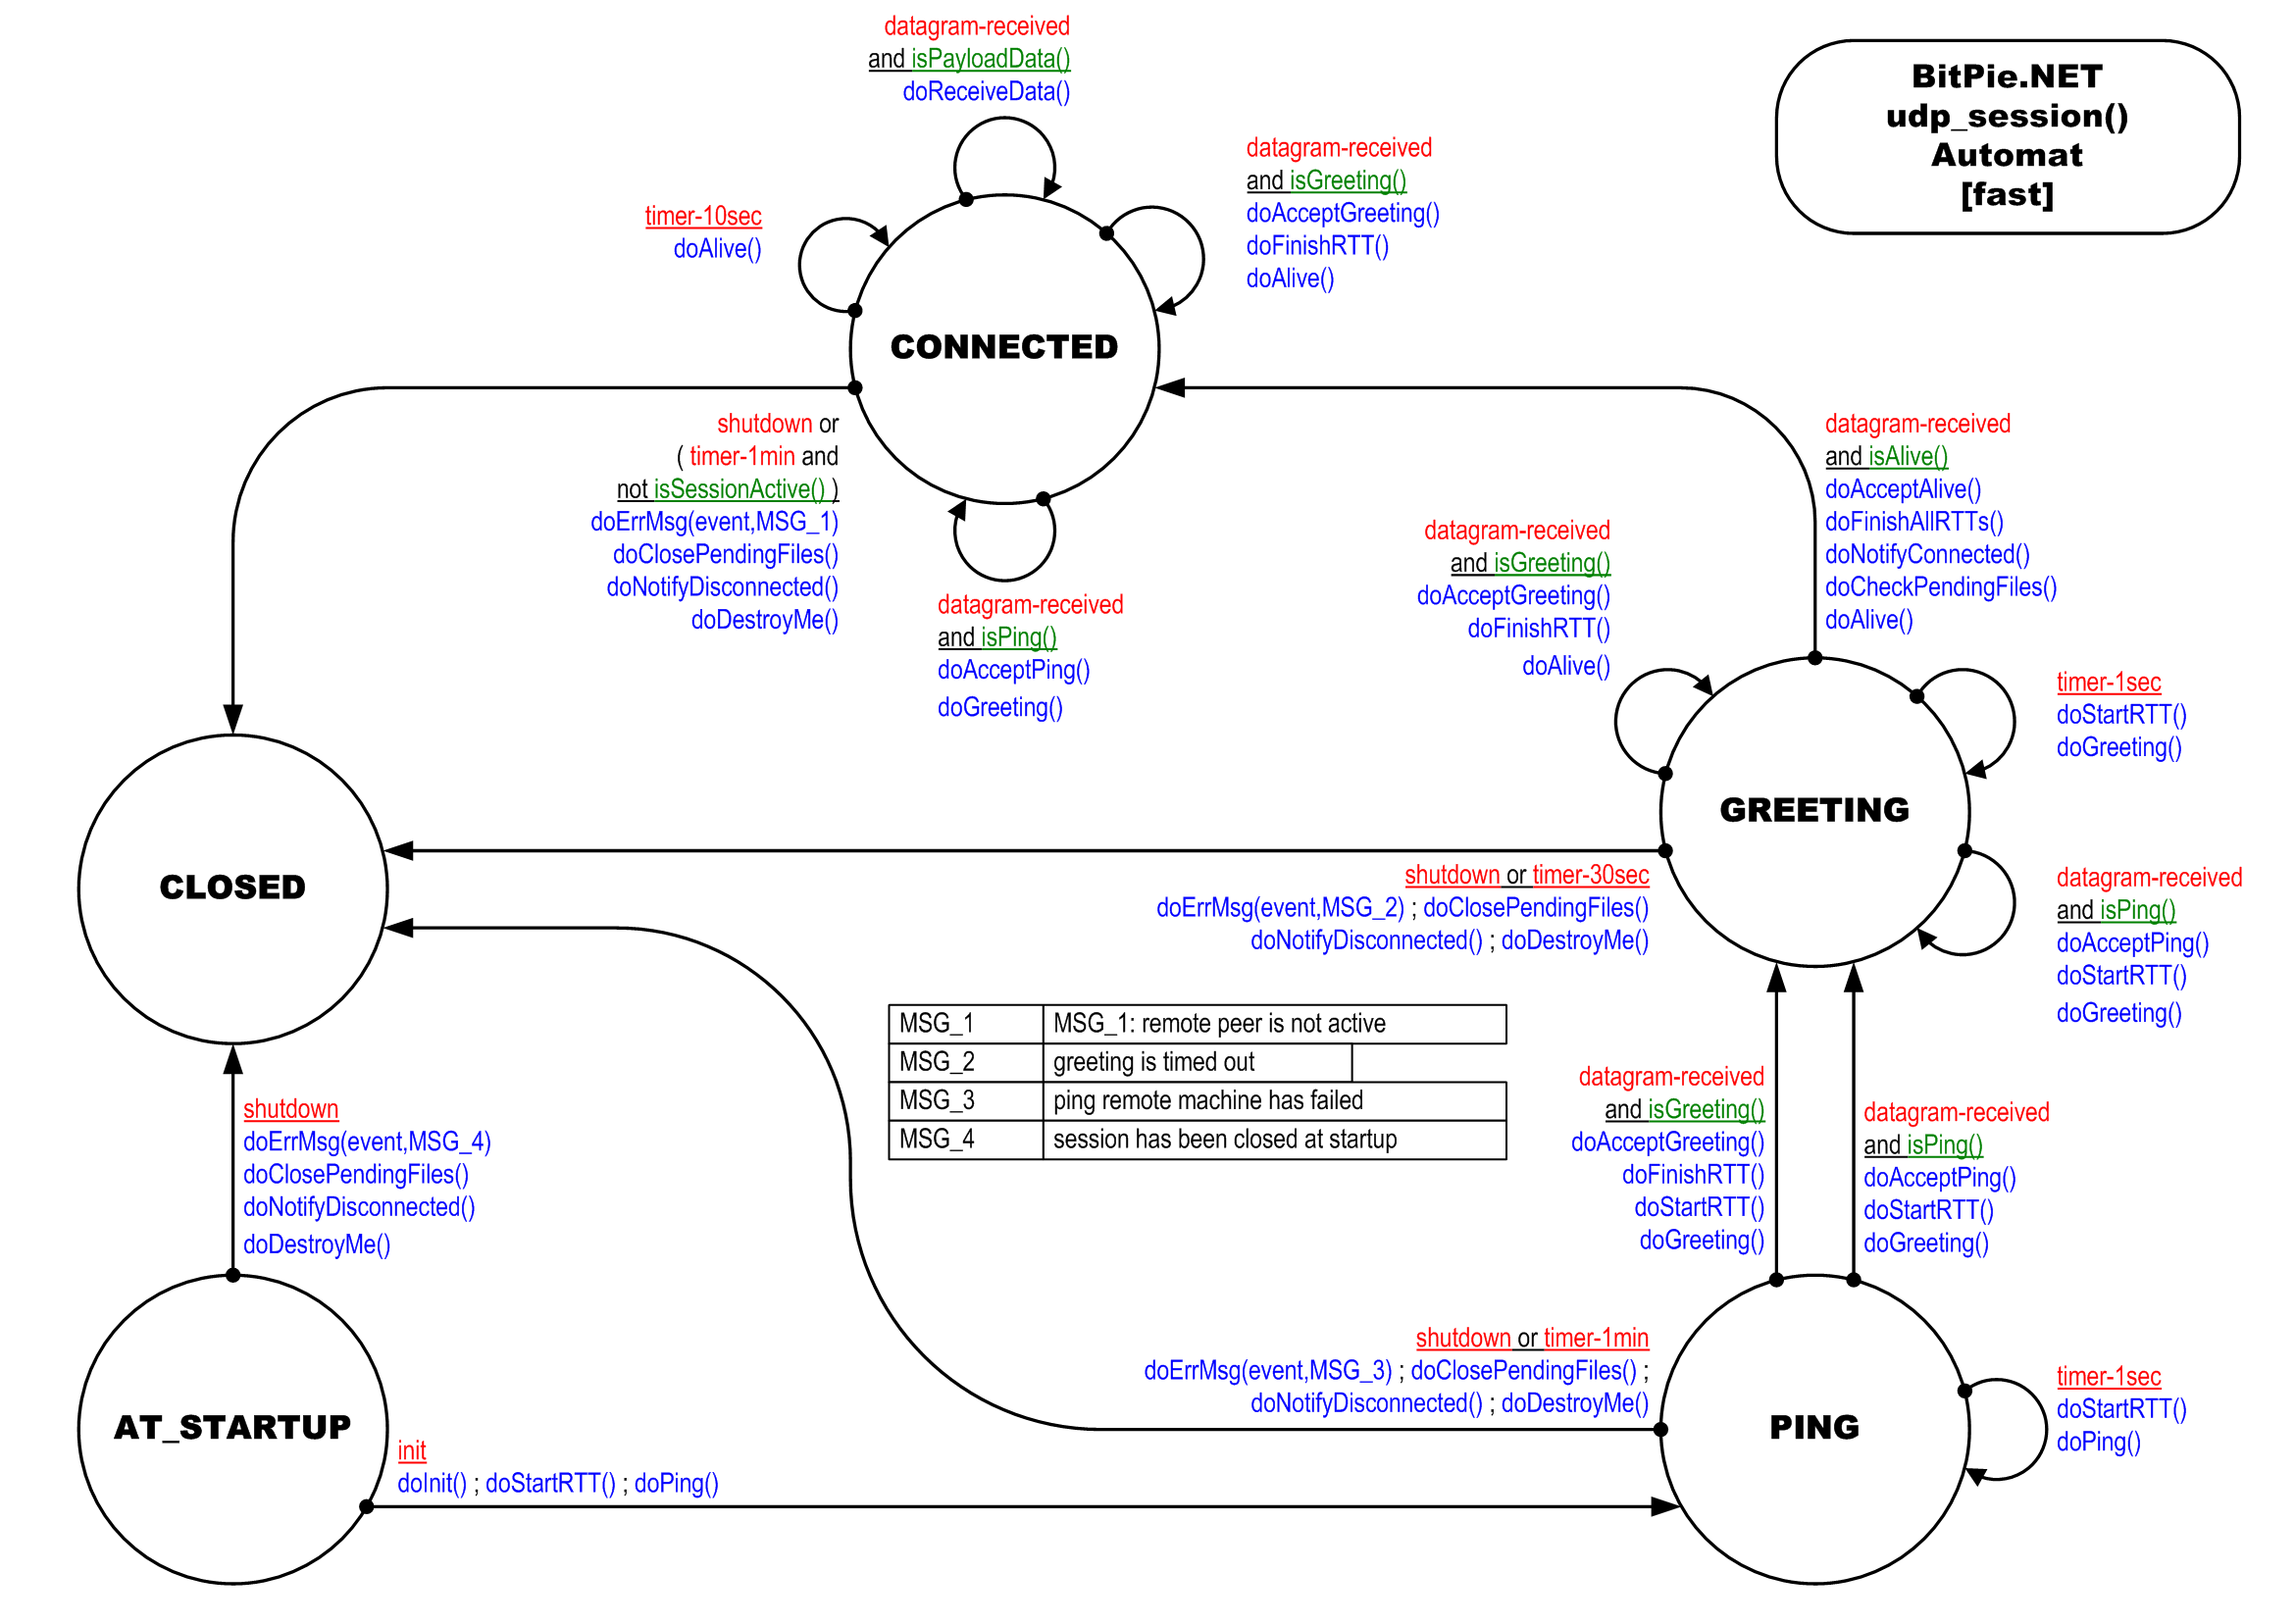 datagram-received
and isPayloadData()
doReceiveData()
BitPie.NET
udp_session()
Automat
[fast]
datagram-received
and isGreeting()
doAcceptGreeting()
doFinishRTT()
doAlive()
timer-10sec
doAlive()
CONNECTED
shutdown or
( timer-1min and
not isSessionActive() )
doErrMsg(event,MSG_1)
doClosePendingFiles()
doNotifyDisconnected()
doDestroyMe()
datagram-received
and isPing()
doAcceptPing()
doGreeting()
datagram-received
and isAlive()
doAcceptAlive()
doFinishAllRTTs()
doNotifyConnected()
doCheckPendingFiles()
doAlive()
datagram-received
and isGreeting()
doAcceptGreeting()
doFinishRTT()
doAlive()
timer-1sec
doStartRTT()
doGreeting()
GREETING
CLOSED
shutdown or timer-30sec
doErrMsg(event,MSG_2) ; doClosePendingFiles()
doNotifyDisconnected() ; doDestroyMe()
datagram-received
and isPing()
doAcceptPing()
doStartRTT()
doGreeting()
MSG_1 MSG_1: remote peer is not active
MSG_2 greeting is timed out
MSG_3 ping remote machine has failed
MSG_4 session has been closed at startup
datagram-received
and isGreeting()
doAcceptGreeting()
doFinishRTT()
doStartRTT()
doGreeting()
datagram-received
and isPing()
doAcceptPing()
doStartRTT()
doGreeting()
shutdown
doErrMsg(event,MSG_4)
doClosePendingFiles()
doNotifyDisconnected()
doDestroyMe()
shutdown or timer-1min
doErrMsg(event,MSG_3) ; doClosePendingFiles() ;
doNotifyDisconnected() ; doDestroyMe()
timer-1sec
doStartRTT()
doPing()
AT_STARTUP
PING
init
doInit() ; doStartRTT() ; doPing()